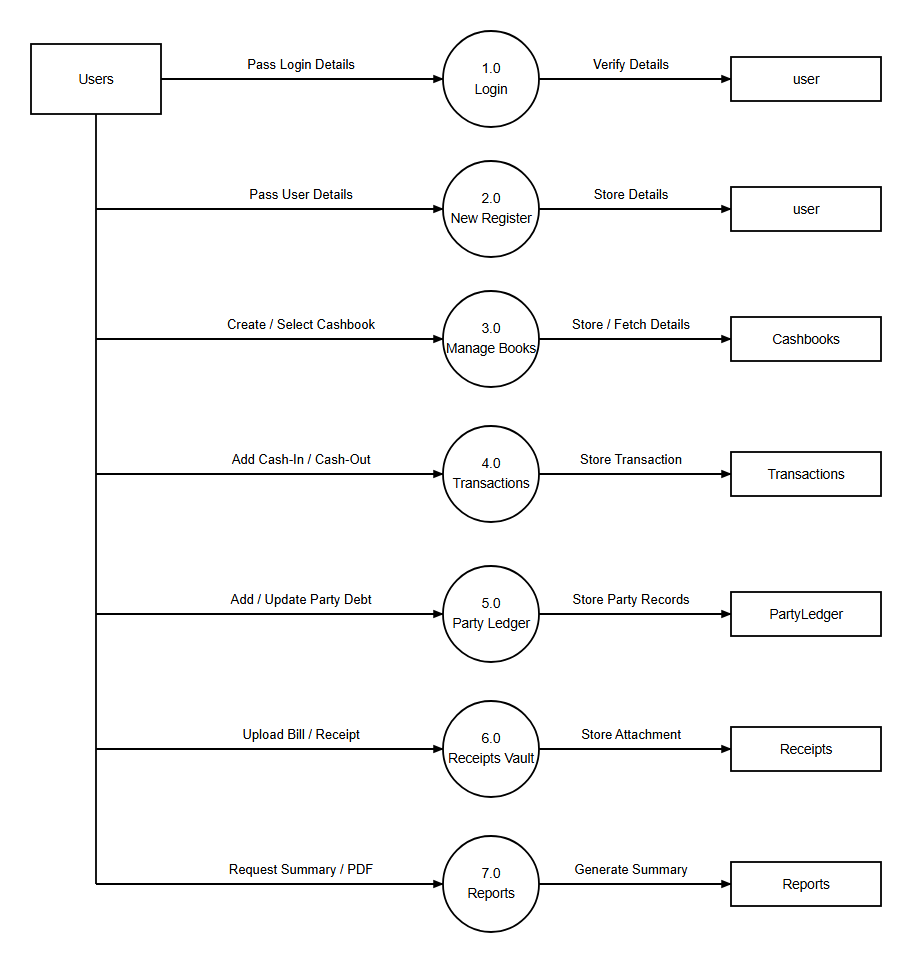 Users
Pass Login Details
1.0
Login
Verify Details
user
Pass User Details
2.0
New Register
Store Details
user
Create / Select Cashbook
3.0
Manage Books
Store / Fetch Details
Cashbooks
Add Cash-In / Cash-Out
4.0
Transactions
Store Transaction
Transactions
Add / Update Party Debt
5.0
Party Ledger
Store Party Records
PartyLedger
Upload Bill / Receipt
6.0
Receipts Vault
Store Attachment
Receipts
Request Summary / PDF
7.0
Reports
Generate Summary
Reports